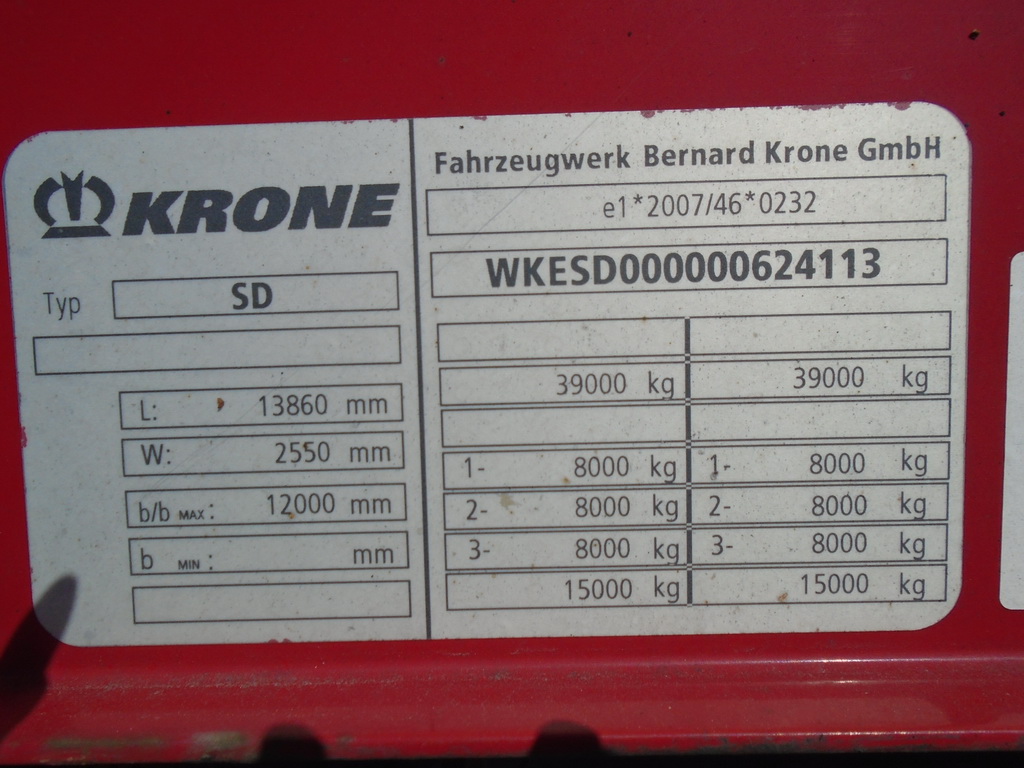 KRONE
Typ SD
L: 13860 mm
W: 2550 mm
b/b MAX: 12000 mm
b MIN: mm
Fahrzeugwerk Bernard Krone GmbH
e1*2007/46*0232
WKESD000000624113
39000 kg 39000 kg
1- 8000 kg 1- 8000 kg
2- 8000 kg 2- 8000 kg
3- 8000 kg 3- 8000 kg
15000 kg 15000 kg